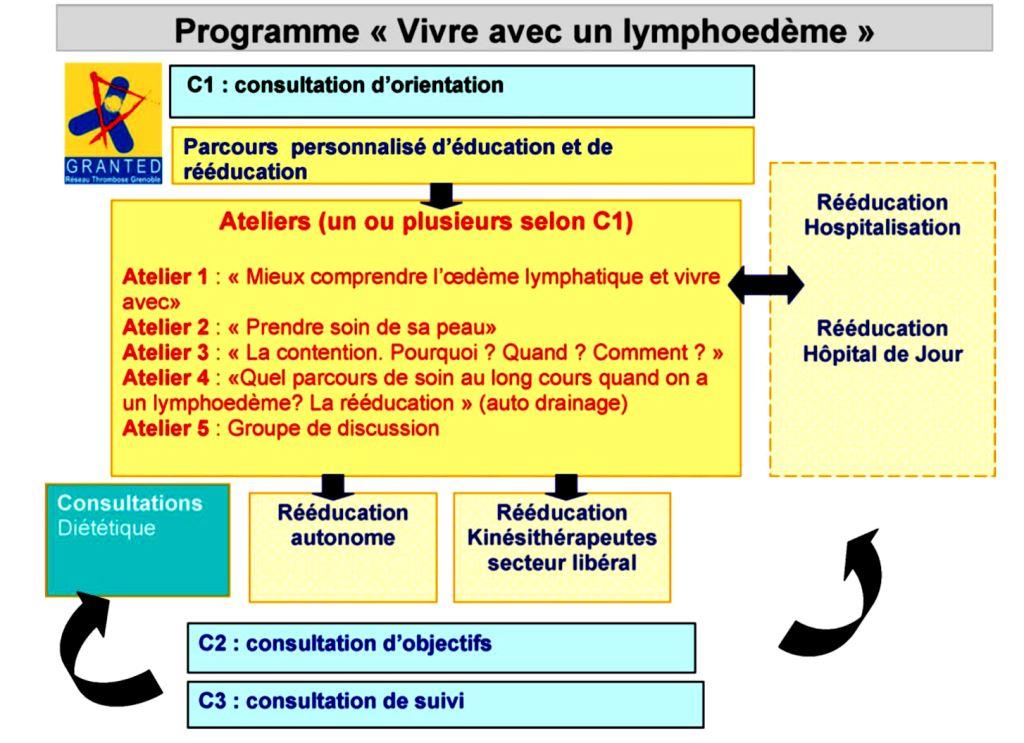 Programme « Vivre avec un lymphoedème »
C1 : consultation d’orientation
GRANTED
Réseau Thrombose Grenoble
Parcours personnalisé d’éducation et de
rééducation
Ateliers (un ou plusieurs selon C1)
Atelier 1 : « Mieux comprendre l’œdème lymphatique et vivre
avec»
Atelier 2 : « Prendre soin de sa peau»
Atelier 3 : « La contention. Pourquoi ? Quand ? Comment ? »
Atelier 4 : «Quel parcours de soin au long cours quand on a
un lymphoedème? La rééducation » (auto drainage)
Atelier 5 : Groupe de discussion
Rééducation
Hospitalisation
Rééducation
Hôpital de Jour
Consultations
Diététique
Rééducation
autonome
Rééducation
Kinésithérapeutes
secteur libéral
C2 : consultation d’objectifs
C3 : consultation de suivi